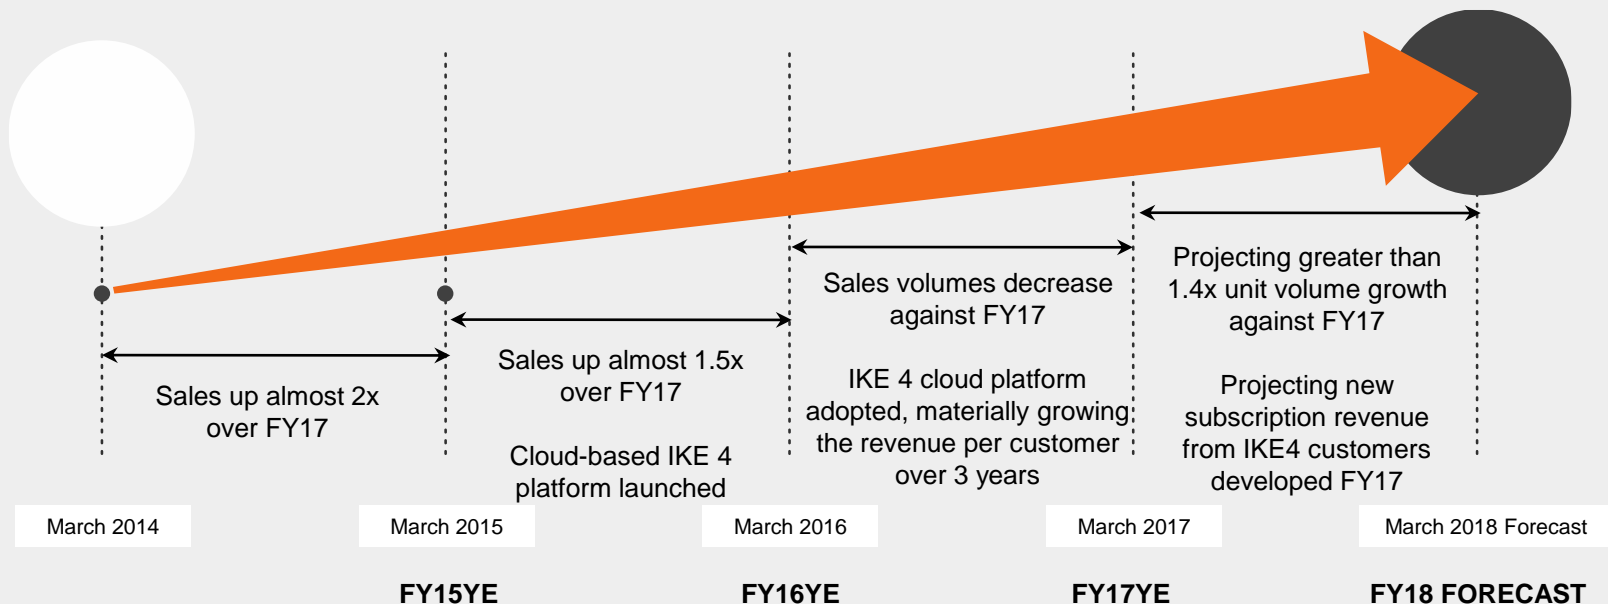 Sales up almost 2x
over FY17
Sales up almost 1.5x
over FY17
Cloud-based IKE 4
platform launched
Sales volumes decrease
against FY17
IKE 4 cloud platform
adopted, materially growing
the revenue per customer
over 3 years
Projecting greater than
1.4x unit volume growth
against FY17
Projecting new
subscription revenue
from IKE4 customers
developed FY17
March 2014
March 2015
March 2016
March 2017
March 2018 Forecast
FY15YE
FY16YE
FY17YE
FY18 FORECAST